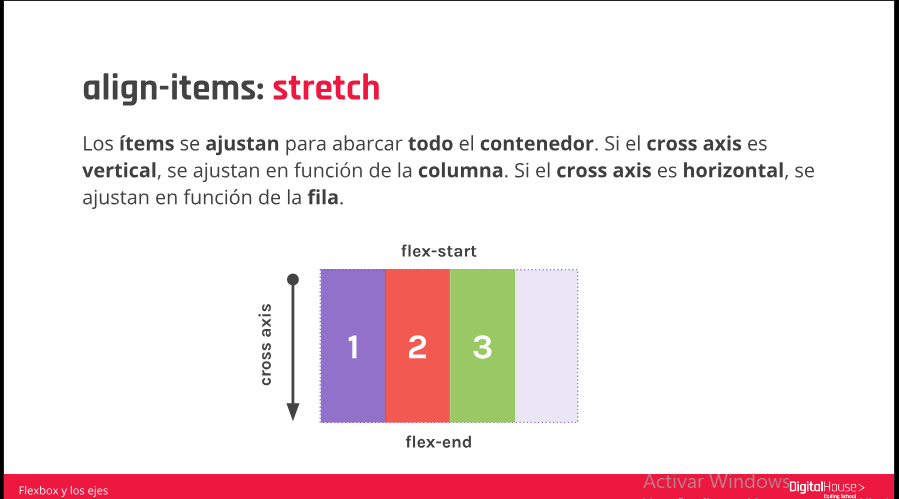 align-items: stretch
Los ítems se ajustan para abarcar todo el contenedor. Si el cross axis es
vertical, se ajustan en función de la columna. Si el cross axis es horizontal, se
ajustan en función de la fila.
flex-start
cross axis
1 2 3
flex-end
Activar Windows
Flexbox y los ejes
DigitalHouse>
Coding School